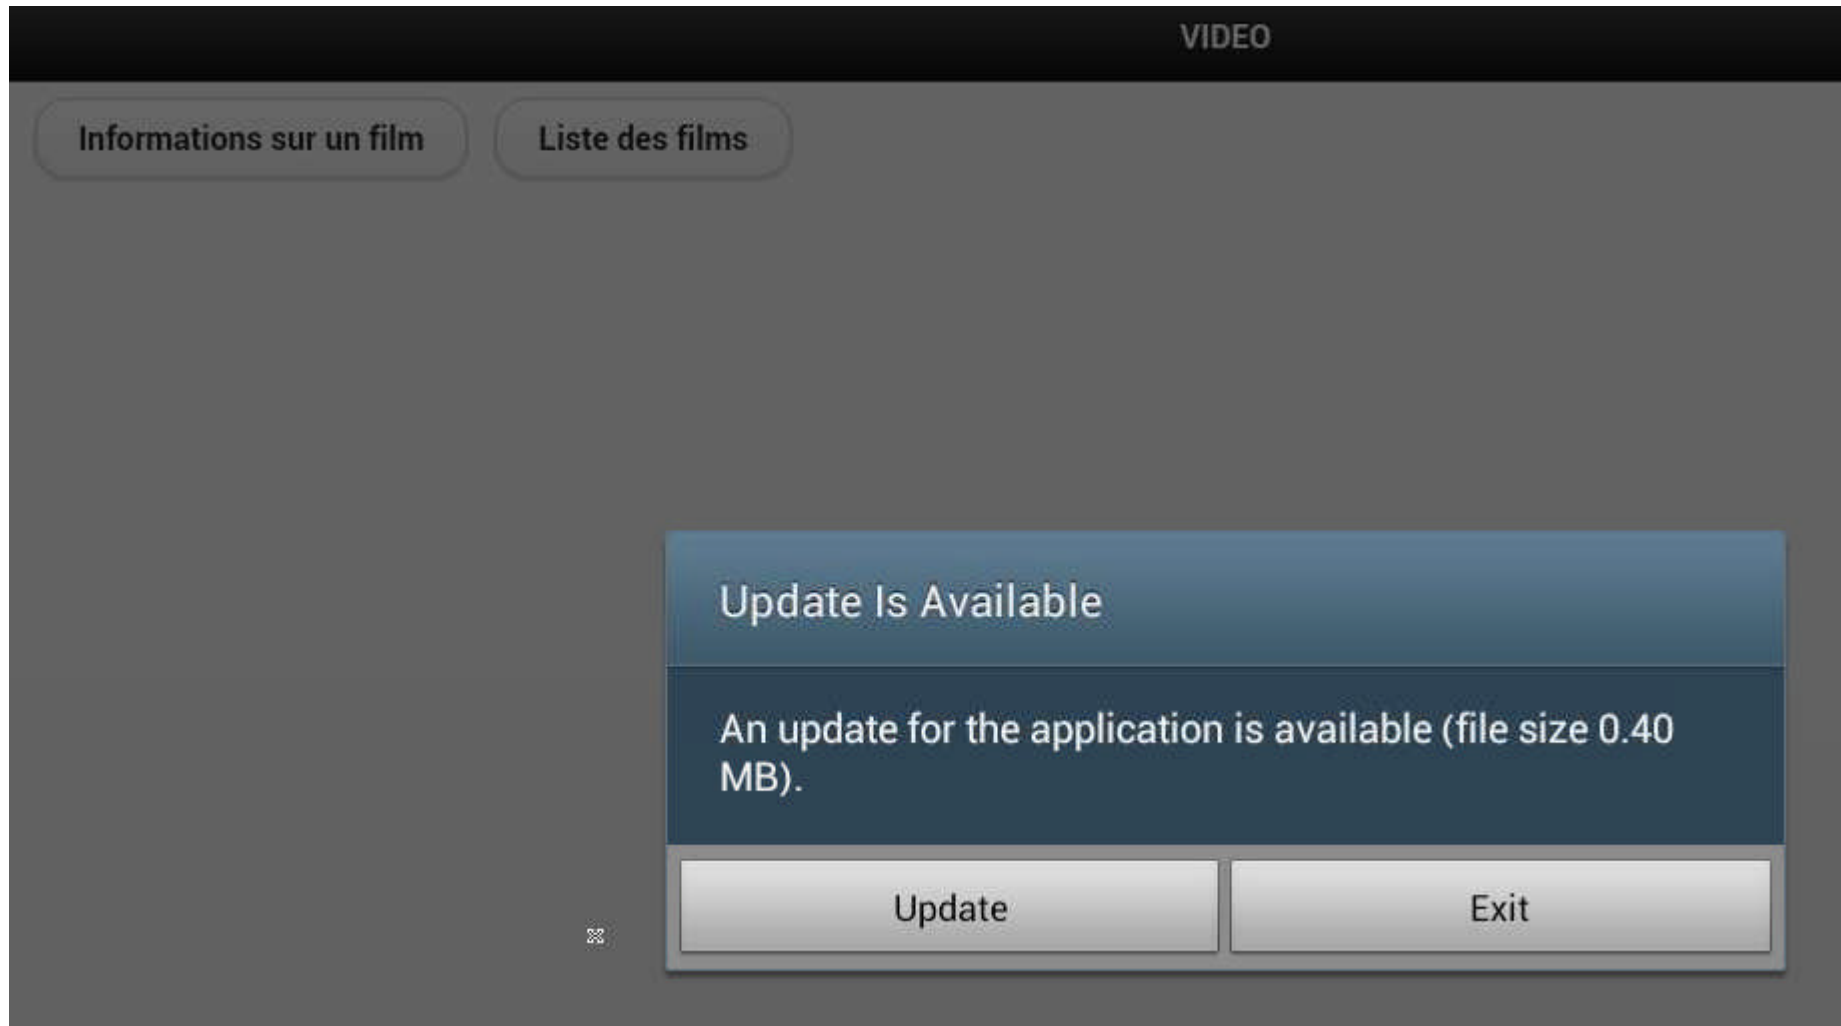 VIDEO
Informations sur un film
Liste des films
Update Is Available
An update for the application is available (file size 0.40
MB).
Update
Exit